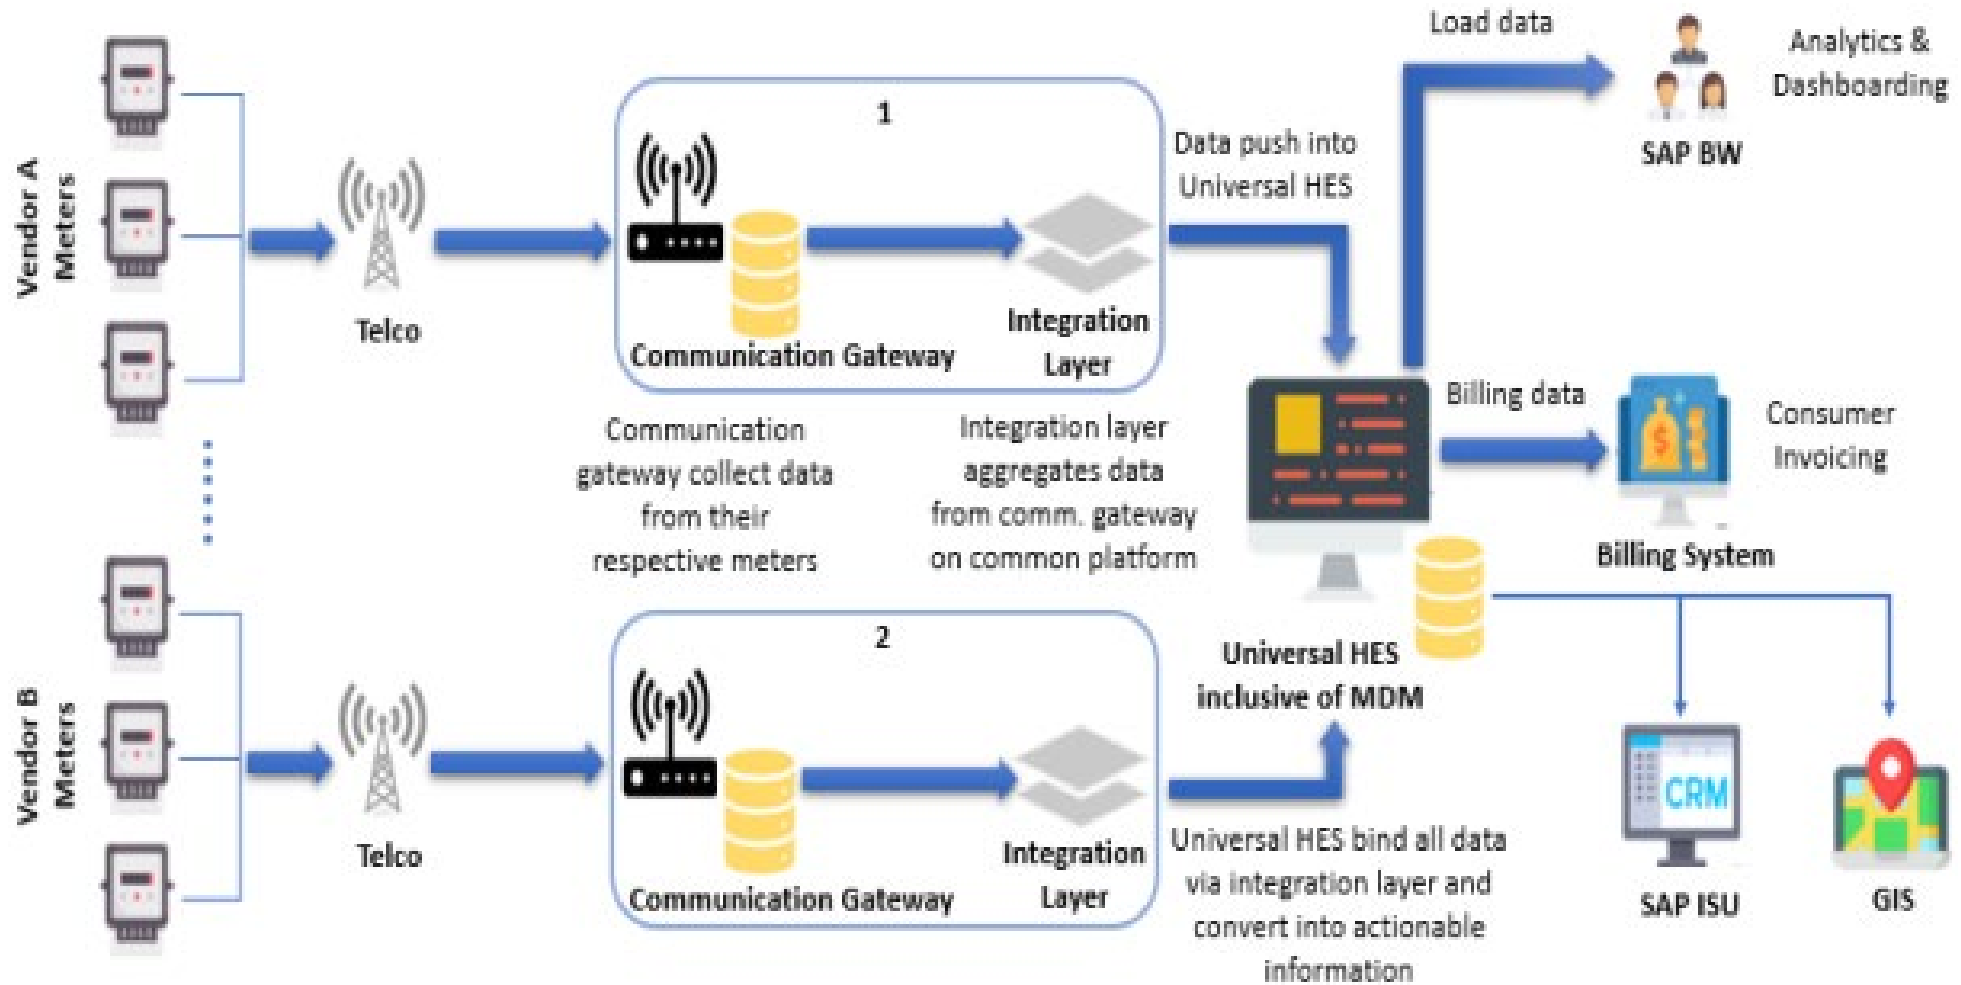 Vendor A
Meters
Telco
1
Communication Gateway
Integration
Layer
Data push into
Universal HES
Load data
Analytics &
Dashboarding
SAP BW
Communication
gateway collect data
from their
respective meters
Integration layer
aggregates data
from comm. gateway
on common platform
Billing data
Consumer
Invoicing
$
Billing System
Universal HES
inclusive of MDM
Vendor B
Meters
Telco
2
Communication Gateway
Integration
Layer
Universal HES bind all data
via integration layer and
convert into actionable
information
CRM
SAP ISU
GIS